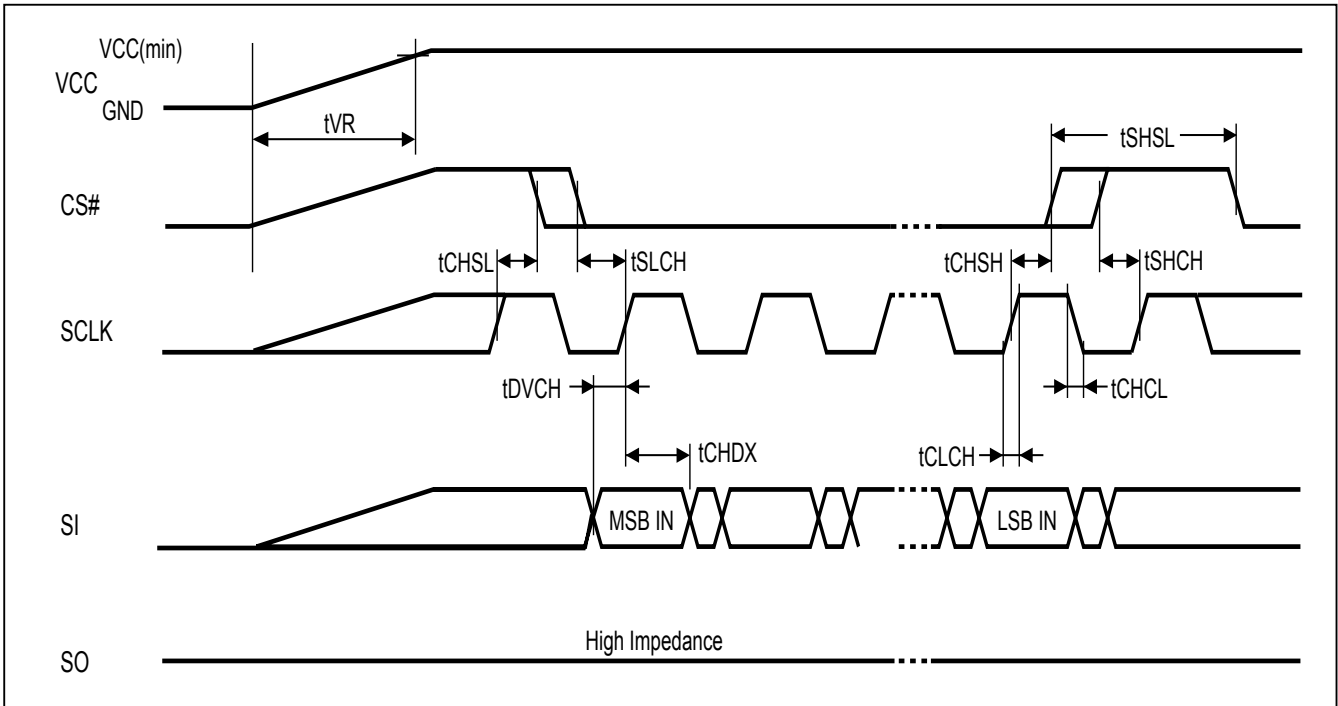 VCC(min)
VCC
GND
tVR
tSHSL
CS#
tCHSL
tSLCH
tCHSH
tSHCH
SCLK
tDVCH
tCHCL
tCHDX
tCLCH
SI
MSB IN
LSB IN
High Impedance
SO